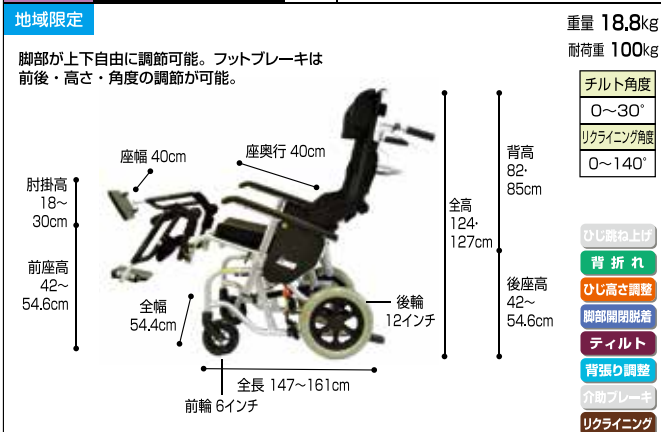 地域限定
重量 18.8kg
耐荷重 100kg
脚部が上下自由に調節可能。フットブレーキは
前後・高さ・角度の調節が可能。
チルト角度
0〜30°
リクライニング角度
0〜140°
座幅 40cm
座奥行 40cm
肘掛高
18〜
30cm
前座高
42〜
54.6cm
全幅
54.4cm
前輪 6インチ
全長 147〜161cm
後輪
12インチ
全高
124・
127cm
背高
82・
85cm
後座高
42〜
54.6cm
ひじ跳ね上げ
背折れ
ひじ高さ調整
脚部開閉脱着
ティルト
背張り調整
介助ブレーキ
リクライニング